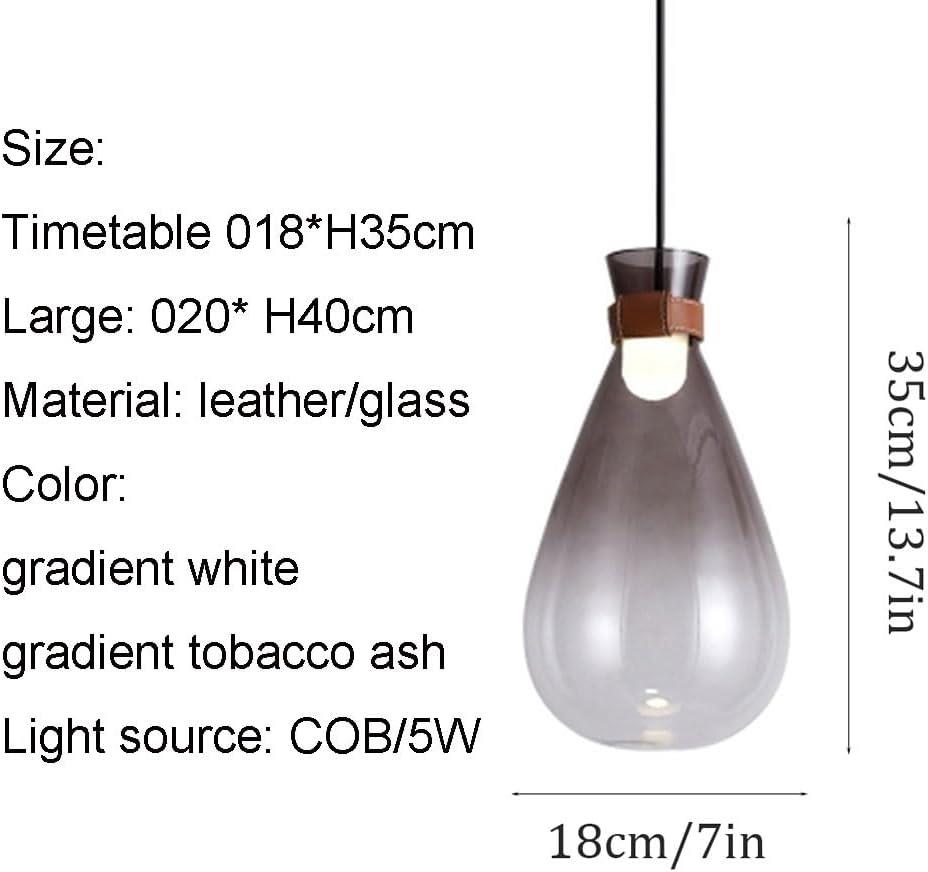 Size:
Timetable 018*H35cm
Large: 020* H40cm
Material: leather/glass
Color:
gradient white
gradient tobacco ash
Light source: COB/5W
35cm/13.7in
18cm/7in